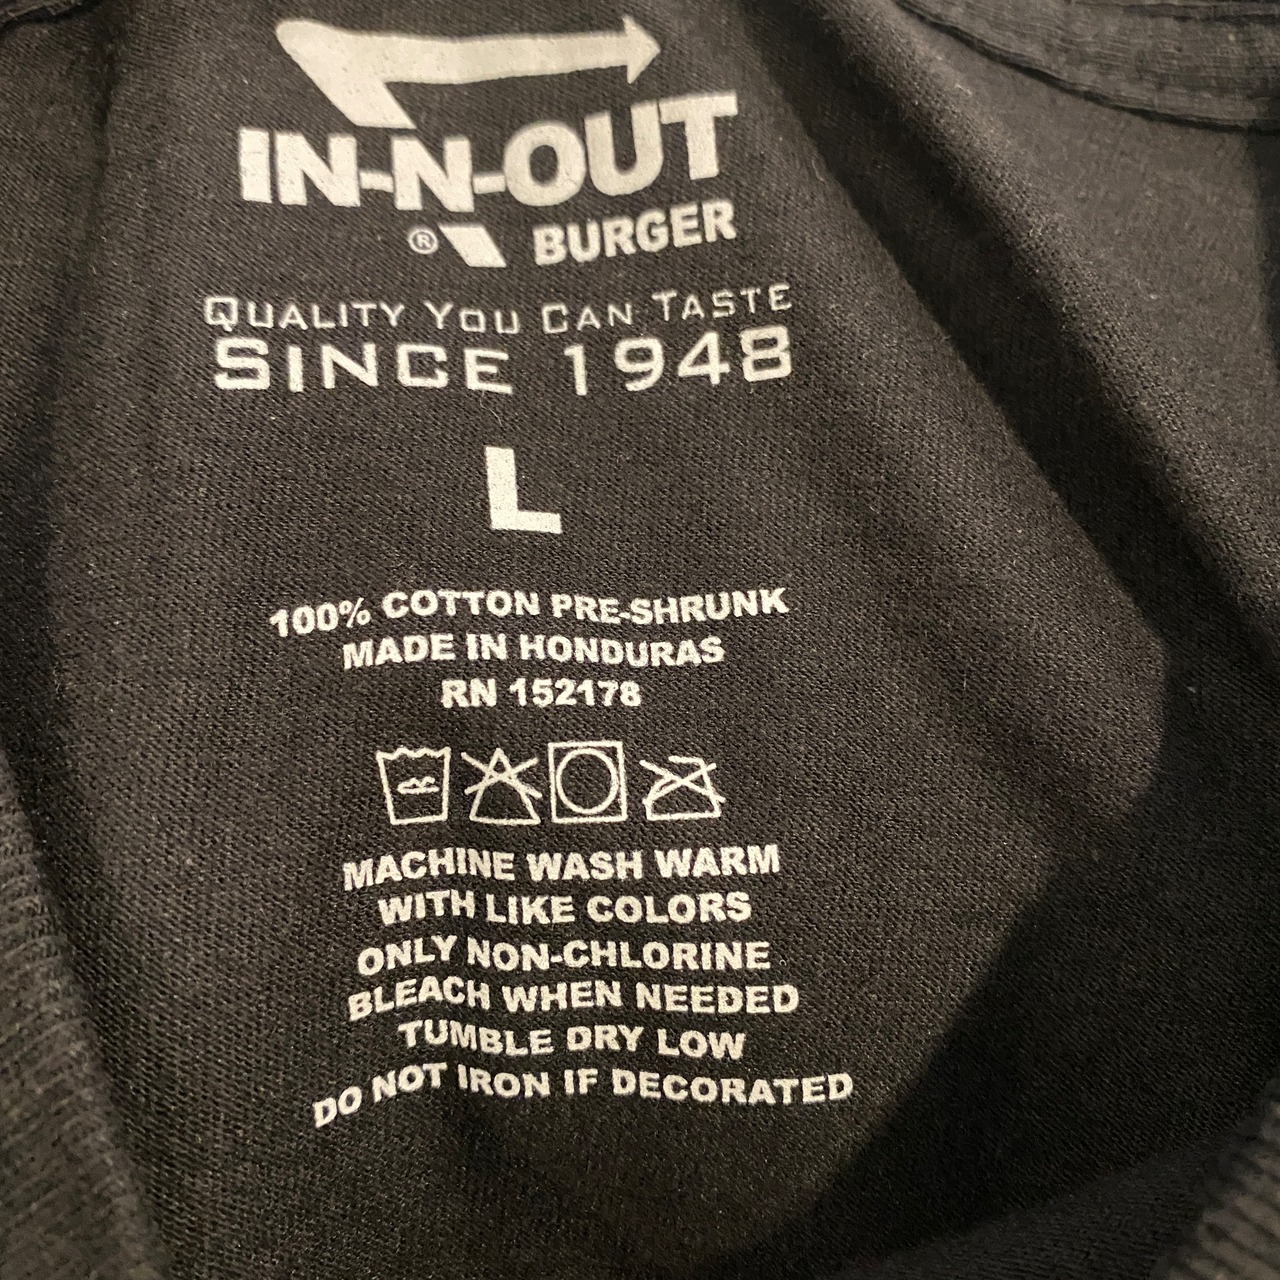 IN-N-OUT
® BURGER
QUALITY YOU CAN TASTE
SINCE 1948
L
100% COTTON PRE-SHRUNK
MADE IN HONDURAS
RN 152178
MACHINE WASH WARM
WITH LIKE COLORS
ONLY NON-CHLORINE
BLEACH WHEN NEEDED
TUMBLE DRY LOW
DO NOT IRON IF DECORATED